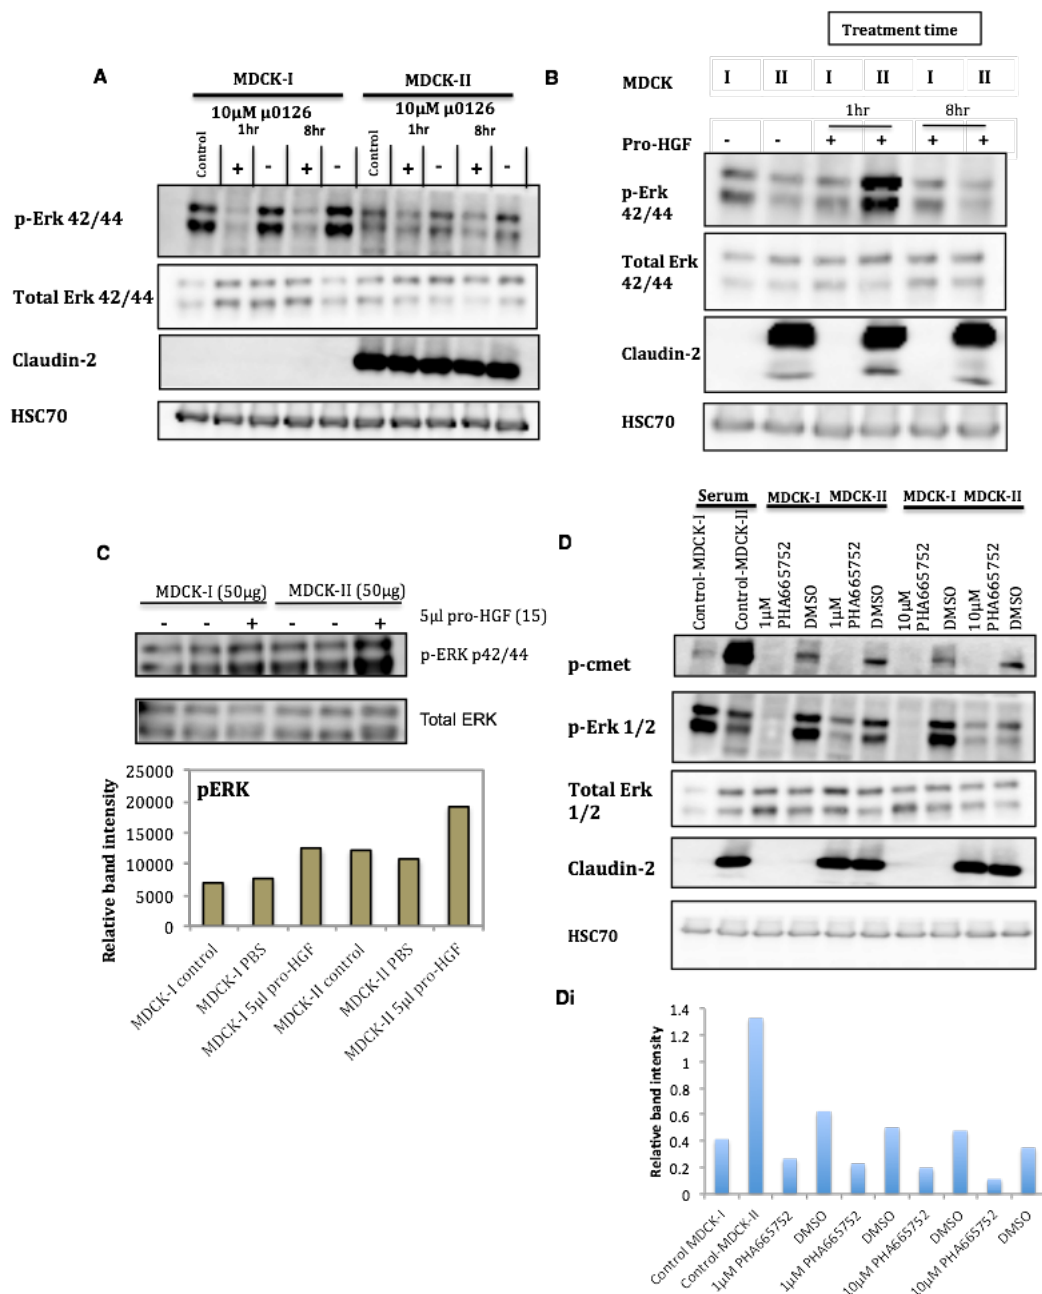 A
MDCK-I
MDCK-II
10μM μ0126
10μM μ0126
Control
1hr
8hr
Control
1hr
8hr
+ - + - + - + -
p-Erk 42/44
Total Erk 42/44
Claudin-2
HSC70
Treatment time
B
MDCK
I II I II I II
1hr
8hr
Pro-HGF
- - + + + +
p-Erk
42/44
Total Erk
42/44
Claudin-2
HSC70
C
MDCK-I (50μg)
MDCK-II (50μg)
- - + - - +
5μl pro-HGF (15)
p-ERK p42/44
Total ERK
pERK
Relative band intensity
25000
20000
15000
10000
5000
0
MDCK-I control
MDCK-I PBS
MDCK-I 5μl pro-HGF
MDCK-II control
MDCK-II PBS
MDCK-II 5μl pro-HGF
D
Serum
MDCK-I MDCK-II
MDCK-I MDCK-II
Control-MDCK-I
Control-MDCK-II
1μM
PHA665752
DMSO
1μM
PHA665752
DMSO
10μM
PHA665752
DMSO
10μM
PHA665752
DMSO
p-cmet
p-Erk 1/2
Total Erk
1/2
Claudin-2
HSC70
Di
Relative band intensity
1.4
1.2
1
0.8
0.6
0.4
0.2
0
Control MDCK-I
Control-MDCK-II
1μM PHA665752
DMSO
1μM PHA665752
DMSO
10μM PHA665752
DMSO
10μM PHA665752
DMSO